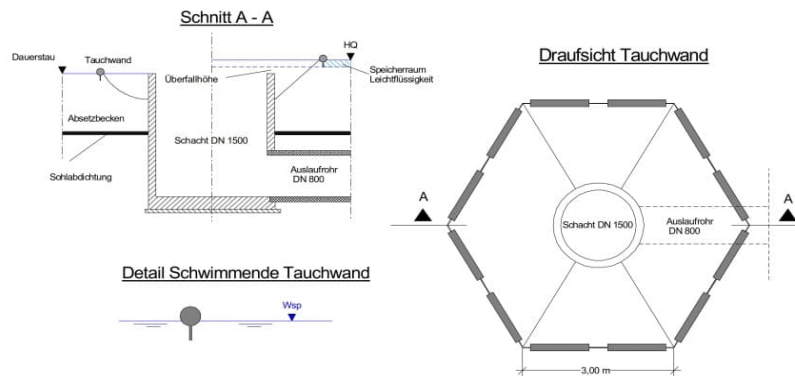 Schnitt A - A
Dauerstau
Tauchwand
HQ
Überfallhöhe
Speicherraum
Leichtflüssigkeit
Absetzbecken
Schacht DN 1500
Sohlabdichtung
Auslaufrohr
DN 800
Detail Schwimmende Tauchwand
Wsp
Draufsicht Tauchwand
A
A
Schacht DN 1500
Auslaufrohr
DN 800
3,00 m